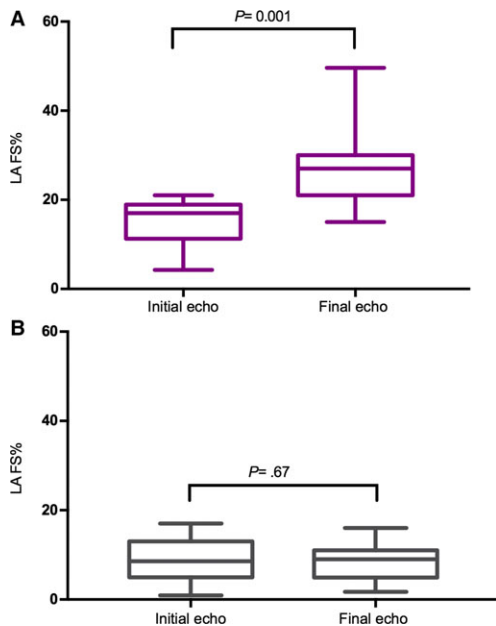 A
P= 0.001
60
40
20
0
LA FS%
Initial echo
Final echo
B
P= .67
60
40
20
0
LA FS%
Initial echo
Final echo